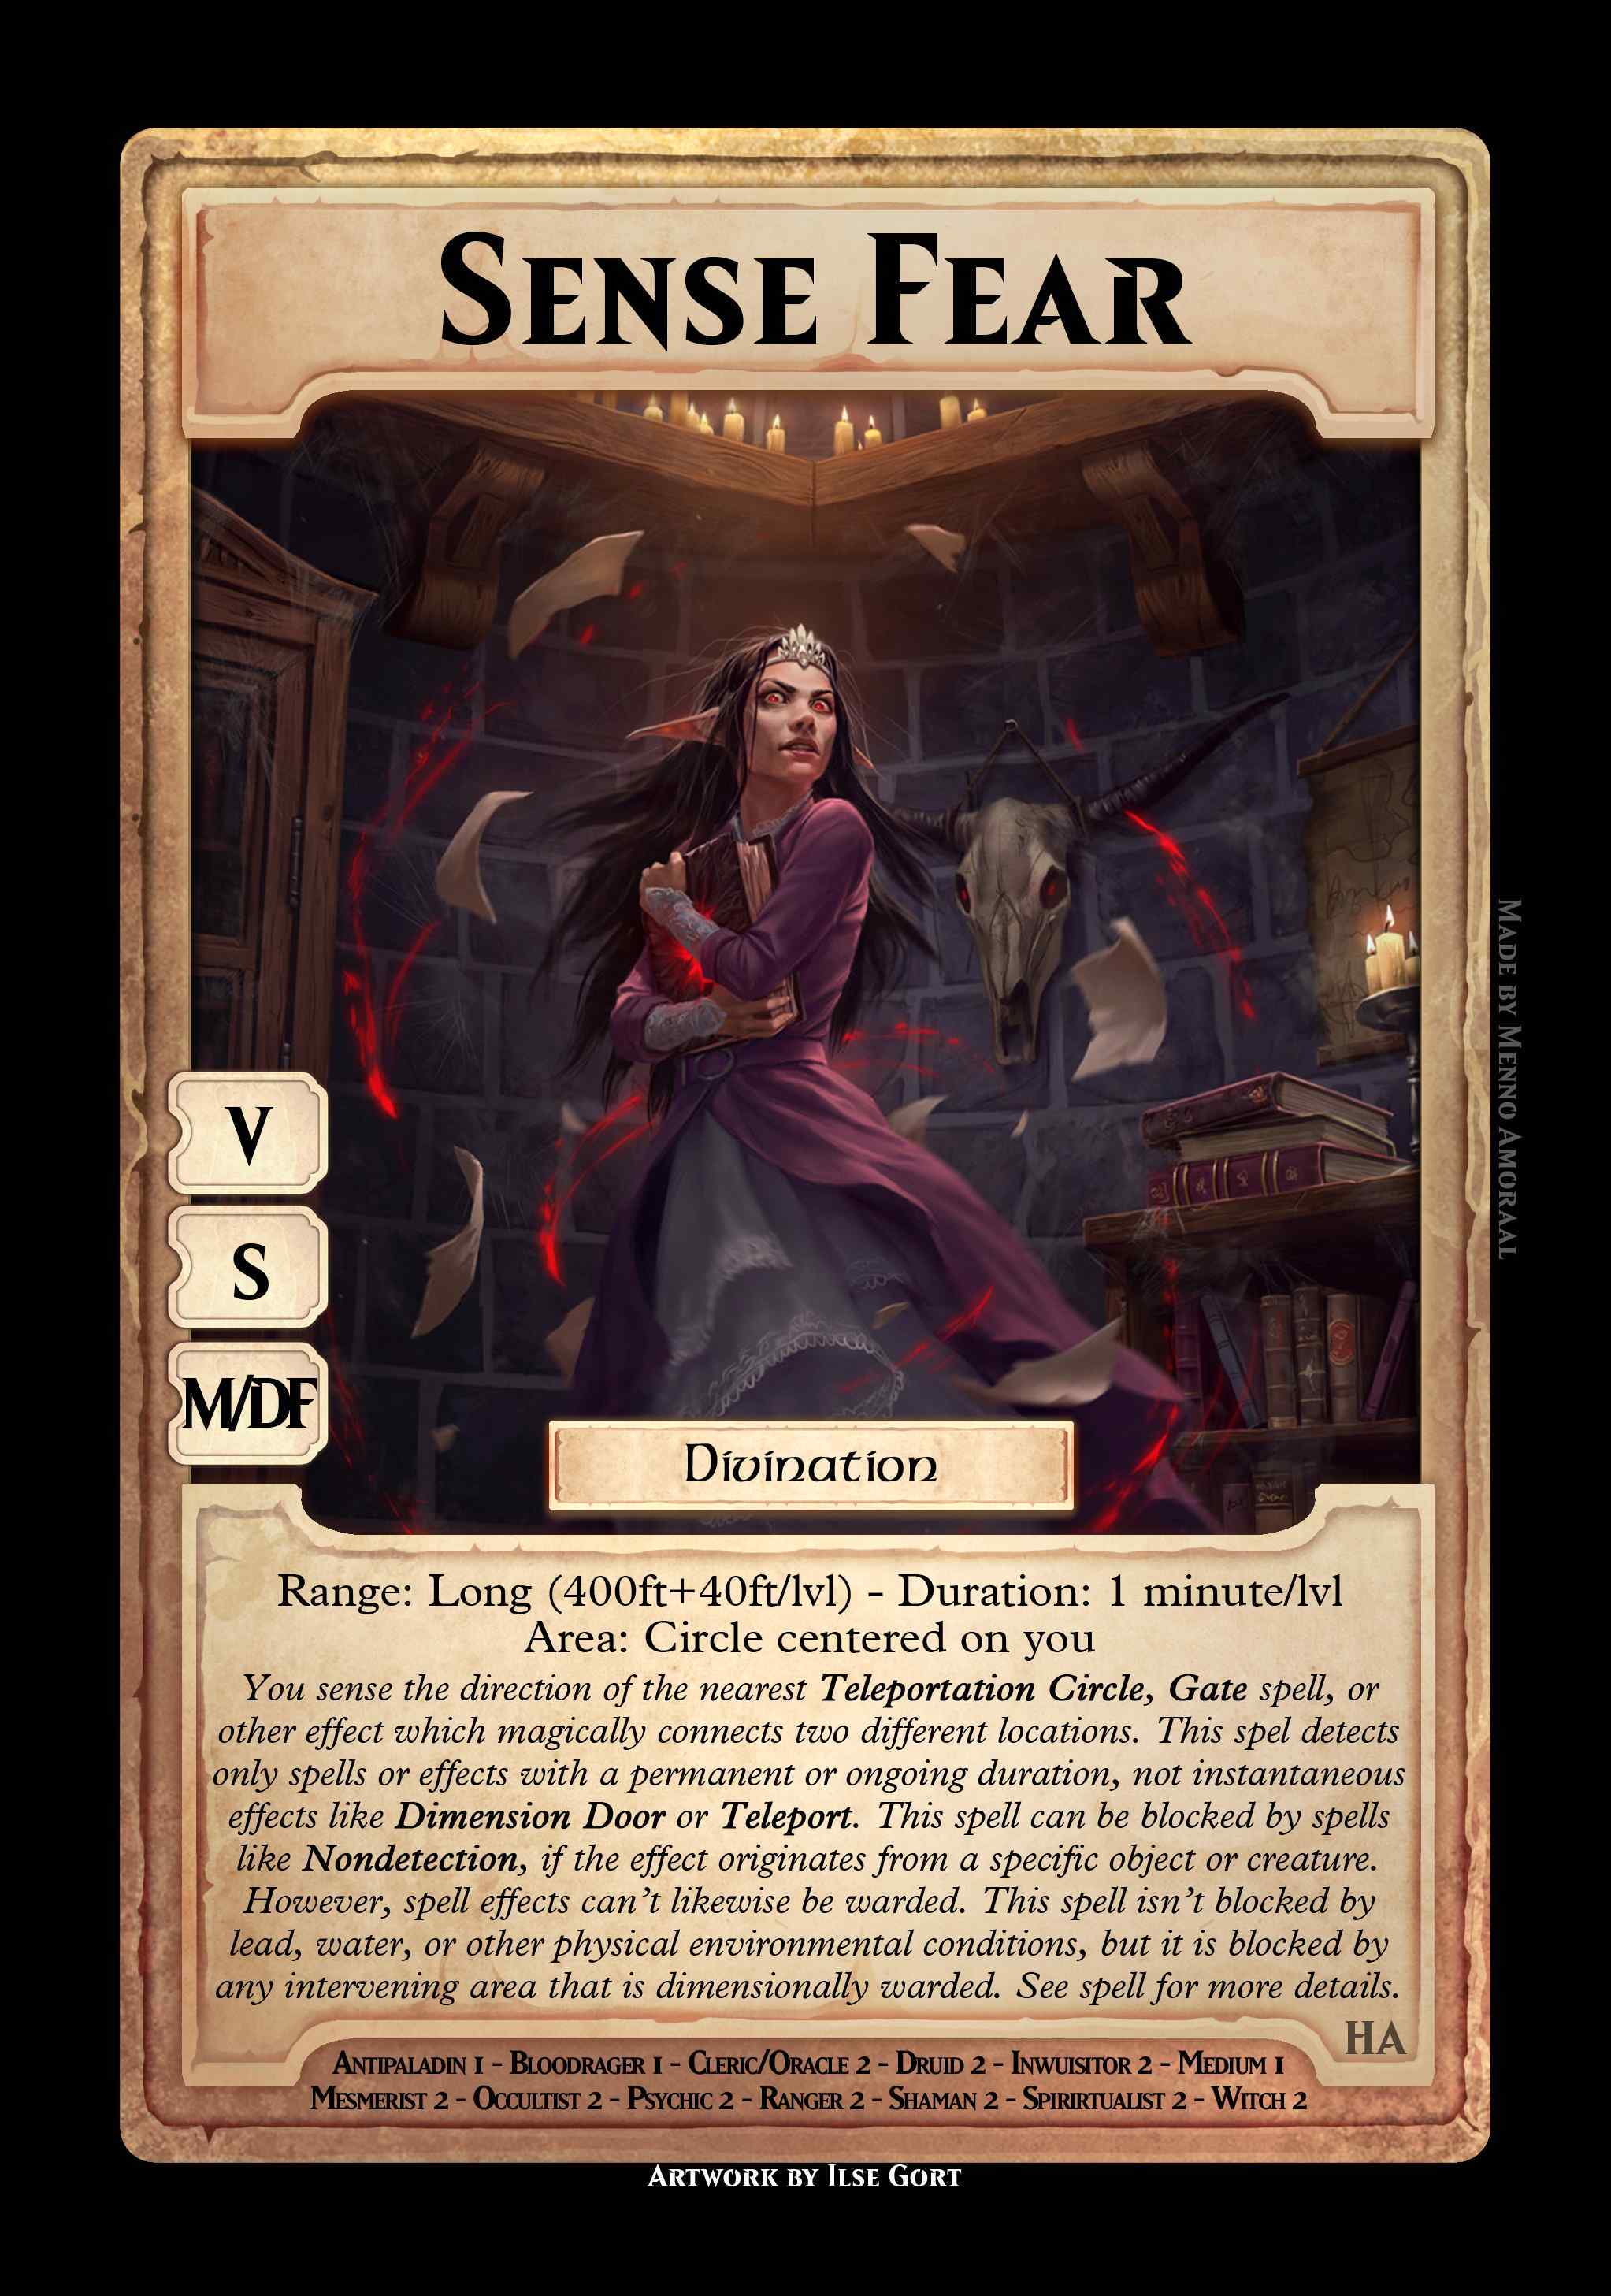 Sense Fear
V
S
M/DF
Divination
Range: Long (400ft+40ft/lvl) - Duration: 1 minute/lvl
Area: Circle centered on you
You sense the direction of the nearest Teleportation Circle, Gate spell, or
other effect which magically connects two different locations. This spel detects
only spells or effects with a permanent or ongoing duration, not instantaneous
effects like Dimension Door or Teleport. This spell can be blocked by spells
like Nondetection, if the effect originates from a specific object or creature.
However, spell effects can't likewise be warded. This spell isn't blocked by
lead, water, or other physical environmental conditions, but it is blocked by
any intervening area that is dimensionally warded. See spell for more details.
HA
Antipaladin 1 - Bloodrager 1 - Cleric/Oracle 2 - Druid 2 - Inwuisitor 2 - Medium 1
Mesmerist 2 - Occultist 2 - Psychic 2 - Ranger 2 - Shaman 2 - Spirirtualist 2 - Witch 2
Artwork by Ilse Gort
Made by Menno Amoraal